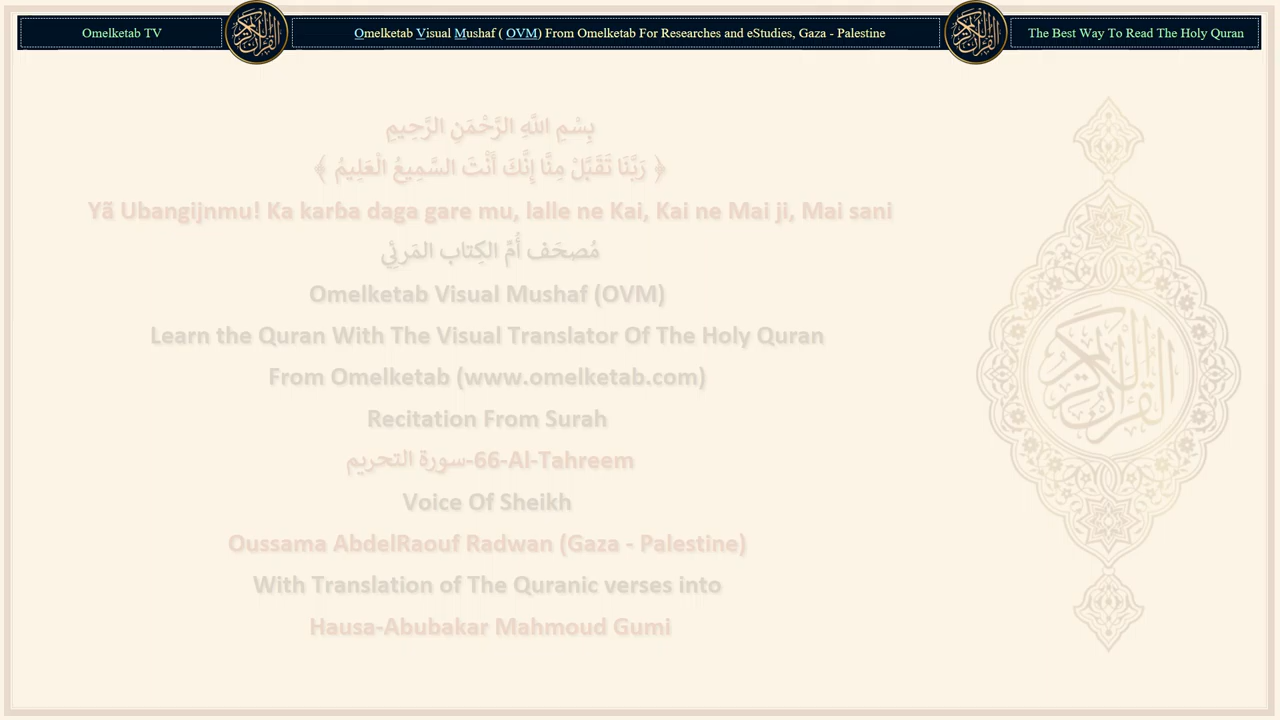 Omelketab TV
Omelketab Visual Mushaf ( OVM) From Omelketab For Researches and eStudies, Gaza - Palestine
The Best Way To Read The Holy Quran
بِسْمِ اللَّهِ الرَّحْمَنِ الرَّحِيمِ
﴿ رَبَّنَا تَقَبَّلْ مِنَّا إِنَّكَ أَنْتَ السَّمِيعُ الْعَلِيمُ ﴾
Yã Ubangijnmu! Ka karɓa daga gare mu, lalle ne Kai, Kai ne Mai ji, Mai sani
مُصحَف أُمِّ الكِتاب المَرئِي
Omelketab Visual Mushaf (OVM)
Learn the Quran With The Visual Translator Of The Holy Quran
From Omelketab (www.omelketab.com)
Recitation From Surah
سورة التحريم-66-Al-Tahreem
Voice Of Sheikh
Oussama AbdelRaouf Radwan (Gaza - Palestine)
With Translation of The Quranic verses into
Hausa-Abubakar Mahmoud Gumi
القرآن الكريم